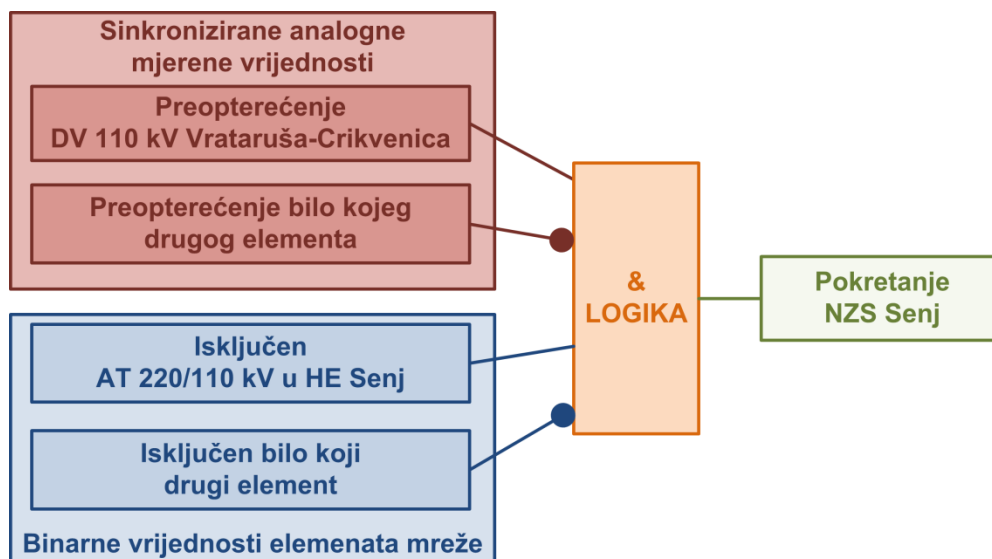 Sinkronizirane analogne
mjerene vrijednosti
Preopterećenje
DV 110 kV Vrataruša-Crikvenica
Preopterećenje bilo kojeg
drugog elementa
&
LOGIKA
Pokretanje
NZS Senj
Isključen
AT 220/110 kV u HE Senj
Isključen bilo koji
drugi element
Binarne vrijednosti elemenata mreže